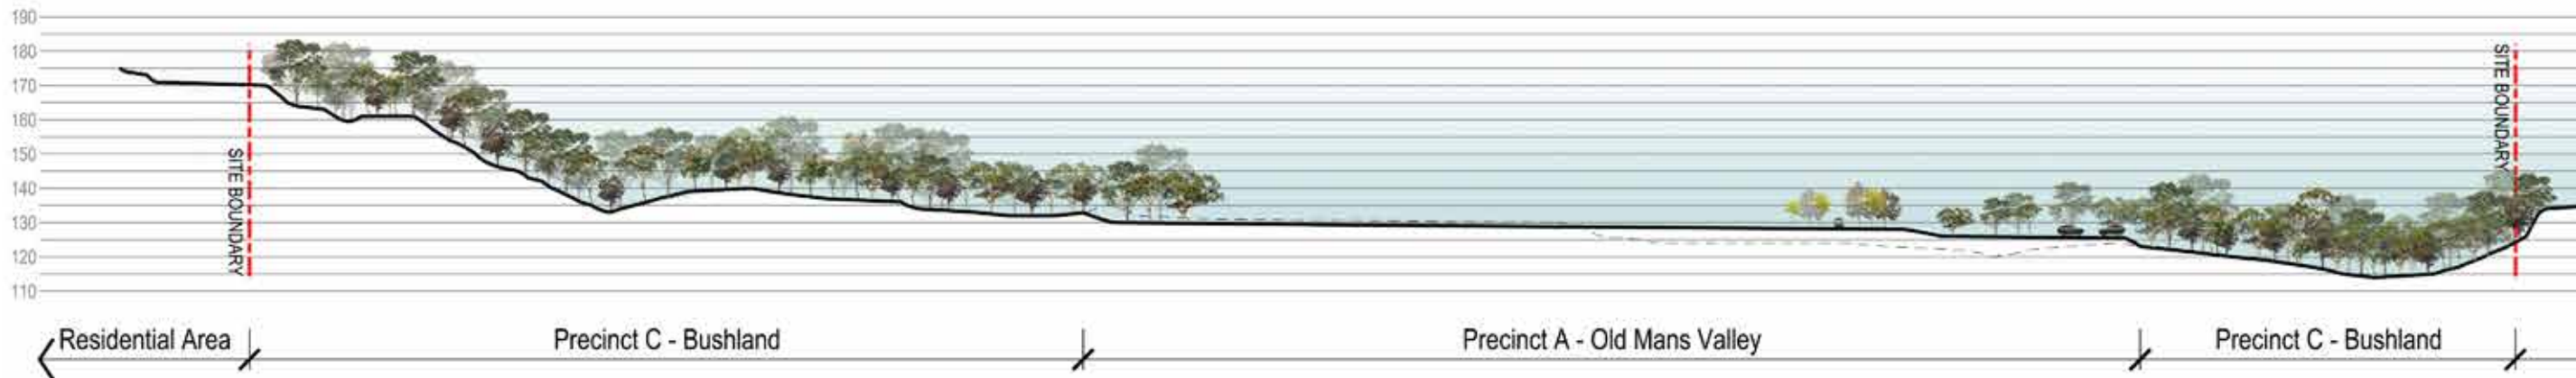 190
180
170
160
150
140
130
120
110
SITE BOUNDARY
SITE BOUNDARY
Residential Area
Precinct C - Bushland
Precinct A - Old Mans Valley
Precinct C - Bushland